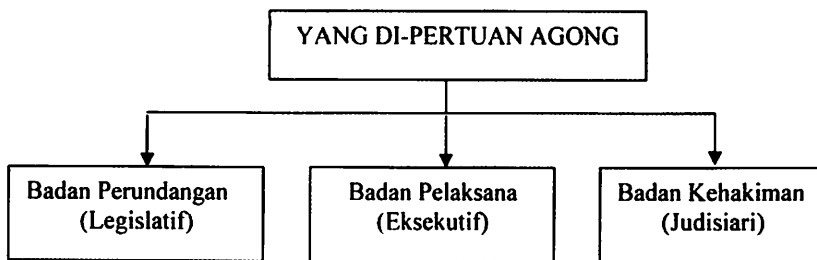 YANG DI-PERTUAN AGONG
Badan Perundangan
(Legislatif)
Badan Pelaksana
(Eksekutif)
Badan Kehakiman
(Judisiari)